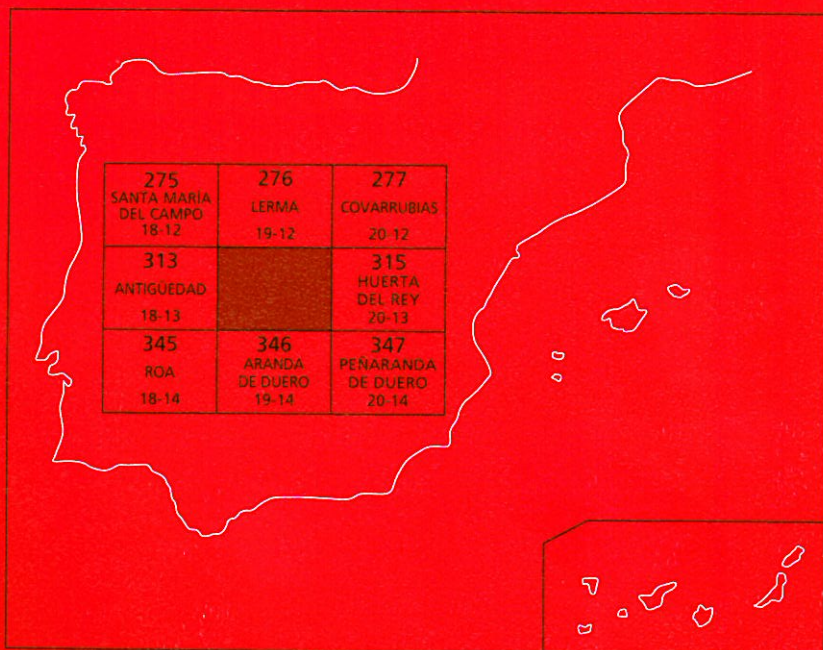 275
SANTA MARÍA
DEL CAMPO
18-12
276
LERMA
19-12
277
COVARRUBIAS
20-12
313
ANTIGÜEDAD
18-13
315
HUERTA
DEL REY
20-13
345
ROA
18-14
346
ARANDA
DE DUERO
19-14
347
PEÑARANDA
DE DUERO
20-14